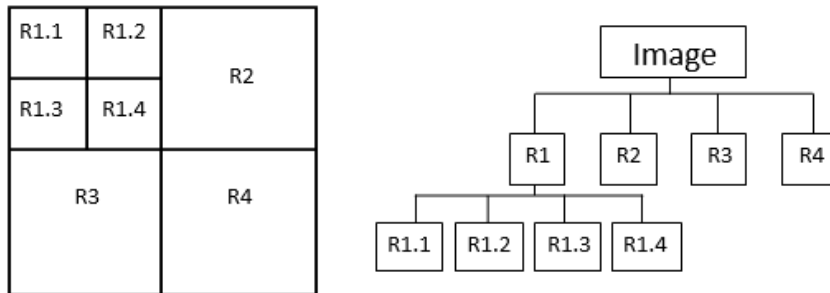 R1.1 R1.2
R2
R1.3 R1.4
R3 R4
Image
R1 R2 R3 R4
R1.1 R1.2 R1.3 R1.4